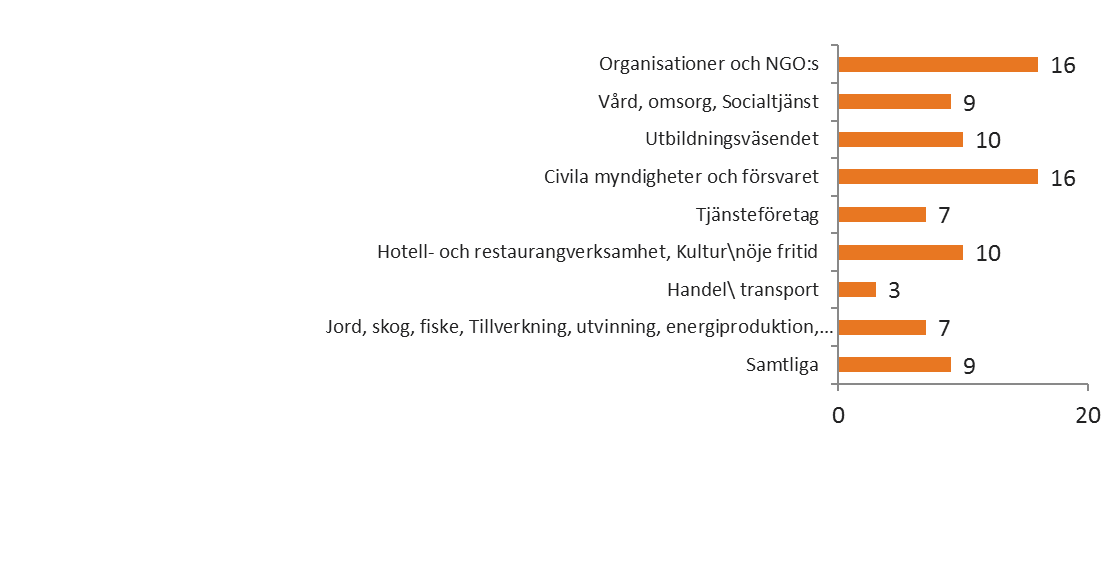 Organisationer och NGO:s 16
Vård, omsorg, Socialtjänst 9
Utbildningsväsendet 10
Civila myndigheter och försvaret 16
Tjänsteföretag 7
Hotell- och restaurangverksamhet, Kultur\nöje fritid 10
Handel\ transport 3
Jord, skog, fiske, Tillverkning, utvinning, energiproduktion,... 7
Samtliga 9
0 20